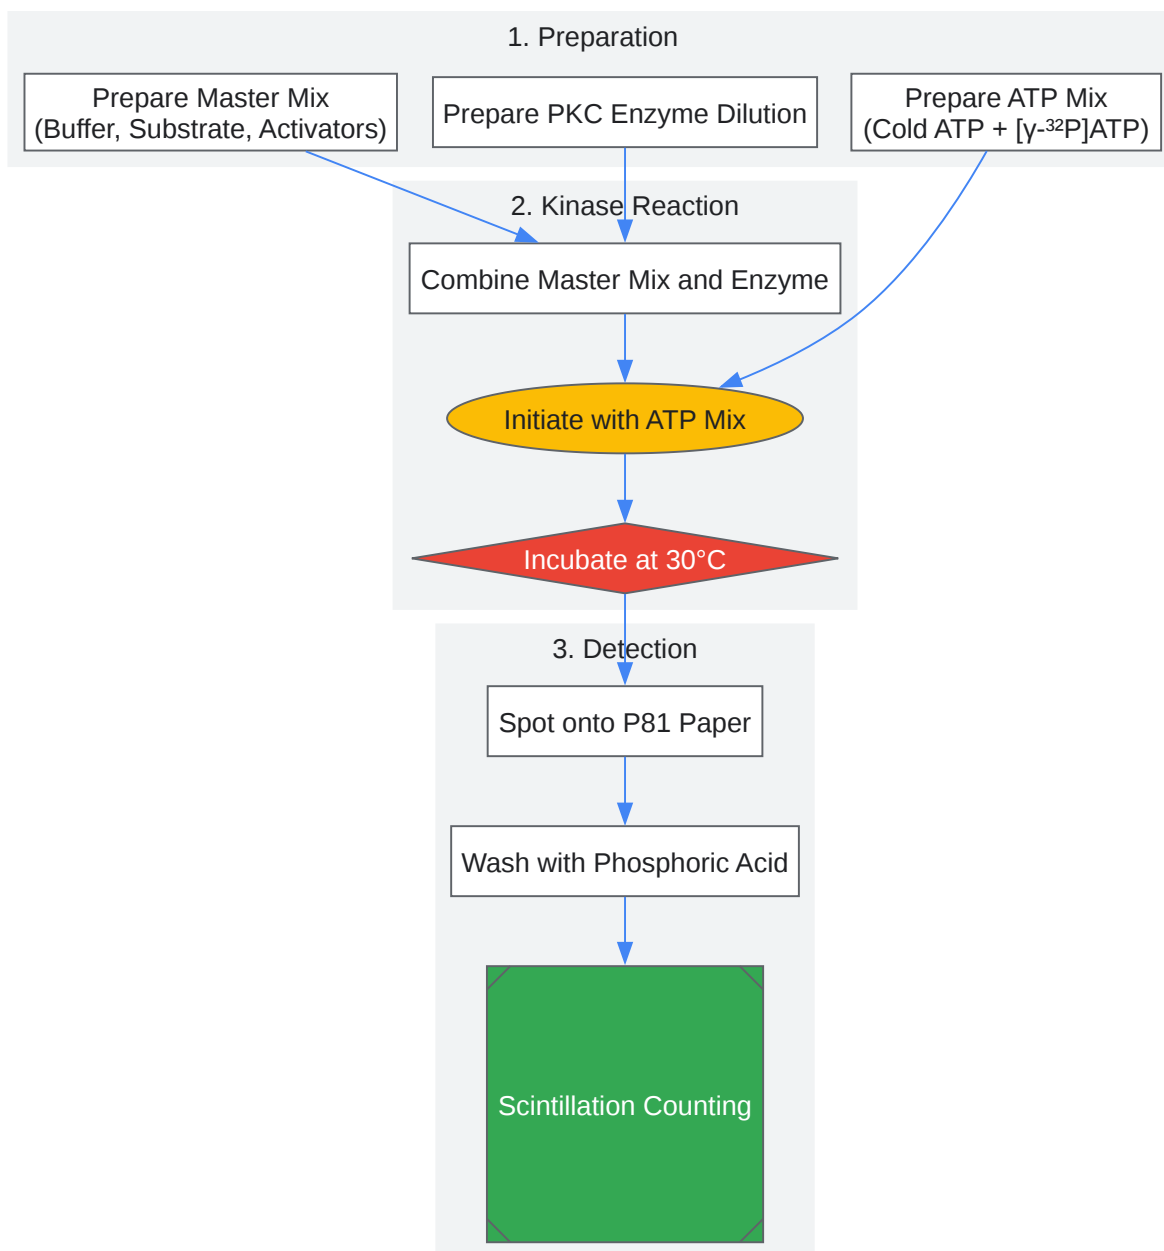 1. Preparation
Prepare Master Mix
(Buffer, Substrate, Activators)
Prepare PKC Enzyme Dilution
Prepare ATP Mix
(Cold ATP + [γ-³²P]ATP)
2. Kinase Reaction
Combine Master Mix and Enzyme
Initiate with ATP Mix
Incubate at 30°C
3. Detection
Spot onto P81 Paper
Wash with Phosphoric Acid
Scintillation Counting